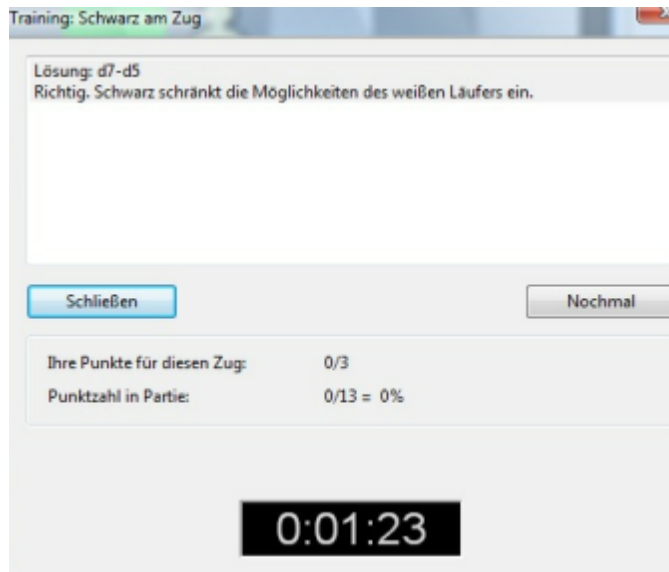 Training: Schwarz am Zug
Lösung: d7-d5
Richtig. Schwarz schränkt die Möglichkeiten des weißen Läufers ein.
Schließen
Nochmal
Ihre Punkte für diesen Zug: 0/3
Punktzahl in Partie: 0/13 = 0%
0:01:23